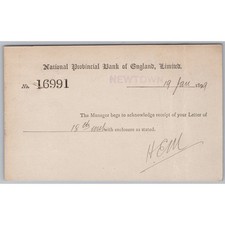 National Provincial Bank of England, Limited.
NEWTOWN
No. 16991
19 Jan
The Manager begs to acknowledge receipt of your Letter of
18th inst with enclosure as stated.